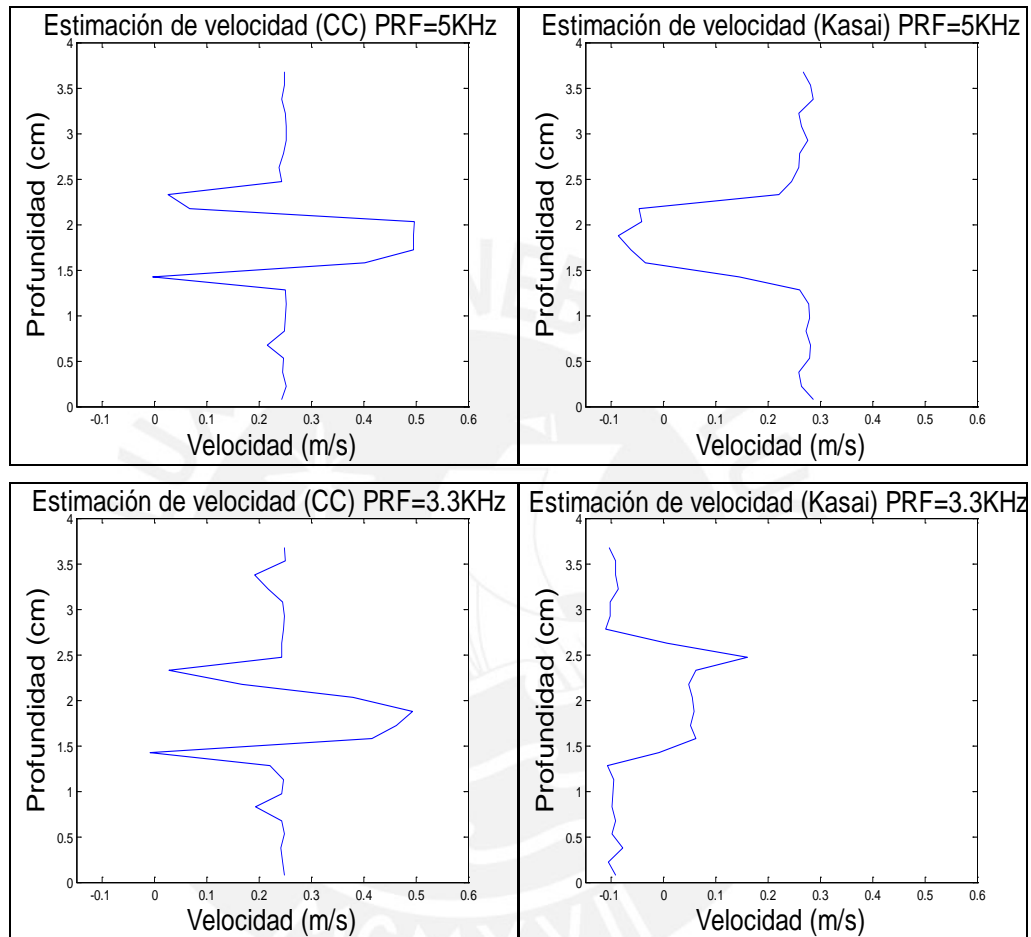 Estimación de velocidad (CC) PRF=5KHz
4
3.5
3
2.5
2
1.5
1
0.5
0
Profundidad (cm)
-0.1 0 0.1 0.2 0.3 0.4 0.5 0.6
Velocidad (m/s)
Estimación de velocidad (Kasai) PRF=5KHz
4
3.5
3
2.5
2
1.5
1
0.5
0
Profundidad (cm)
-0.1 0 0.1 0.2 0.3 0.4 0.5 0.6
Velocidad (m/s)
Estimación de velocidad (CC) PRF=3.3KHz
4
3.5
3
2.5
2
1.5
1
0.5
0
Profundidad (cm)
-0.1 0 0.1 0.2 0.3 0.4 0.5 0.6
Velocidad (m/s)
Estimación de velocidad (Kasai) PRF=3.3KHz
4
3.5
3
2.5
2
1.5
1
0.5
0
Profundidad (cm)
-0.1 0 0.1 0.2 0.3 0.4 0.5 0.6
Velocidad (m/s)